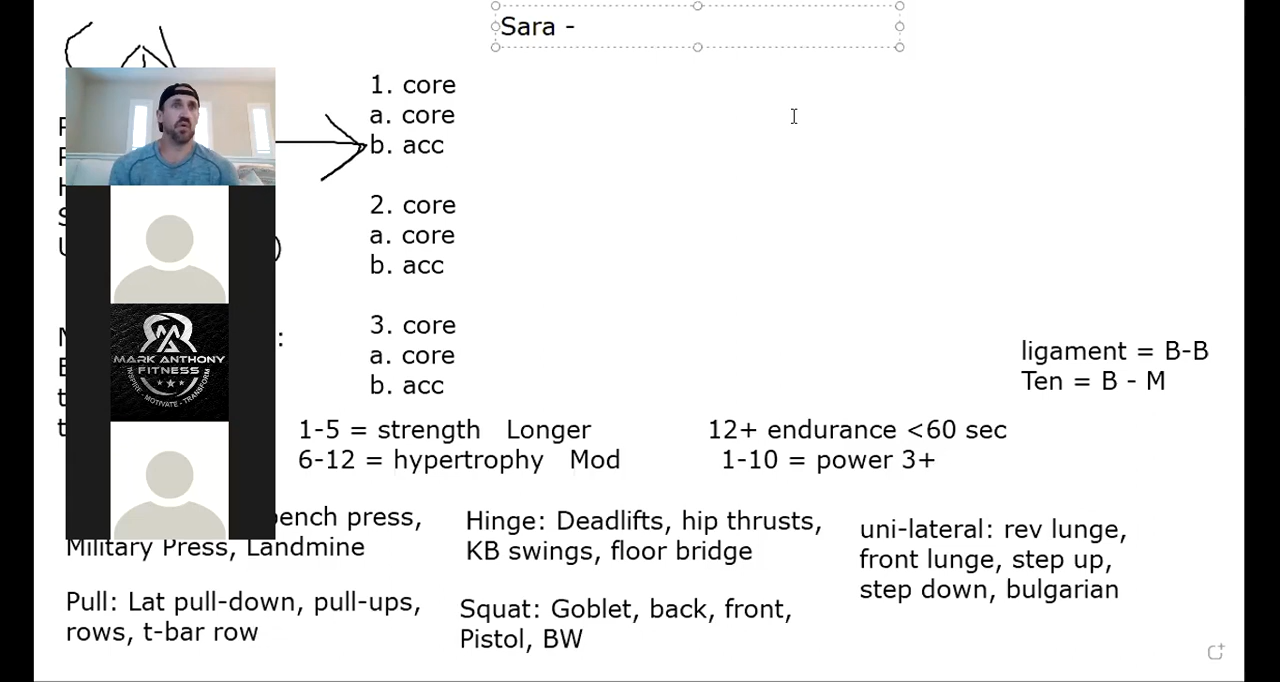 Sara -
1. core
a. core
b. acc
2. core
a. core
b. acc
3. core
a. core
b. acc
MARK ANTHONY
FITNESS
INSPIRE - MOTIVATE - TRANSFORM
ligament = B-B
Ten = B - M
1-5 = strength Longer
12+ endurance <60 sec
6-12 = hypertrophy Mod
1-10 = power 3+
bench press,
Military Press, Landmine
Pull: Lat pull-down, pull-ups,
rows, t-bar row
Hinge: Deadlifts, hip thrusts,
KB swings, floor bridge
Squat: Goblet, back, front,
Pistol, BW
uni-lateral: rev lunge,
front lunge, step up,
step down, bulgarian